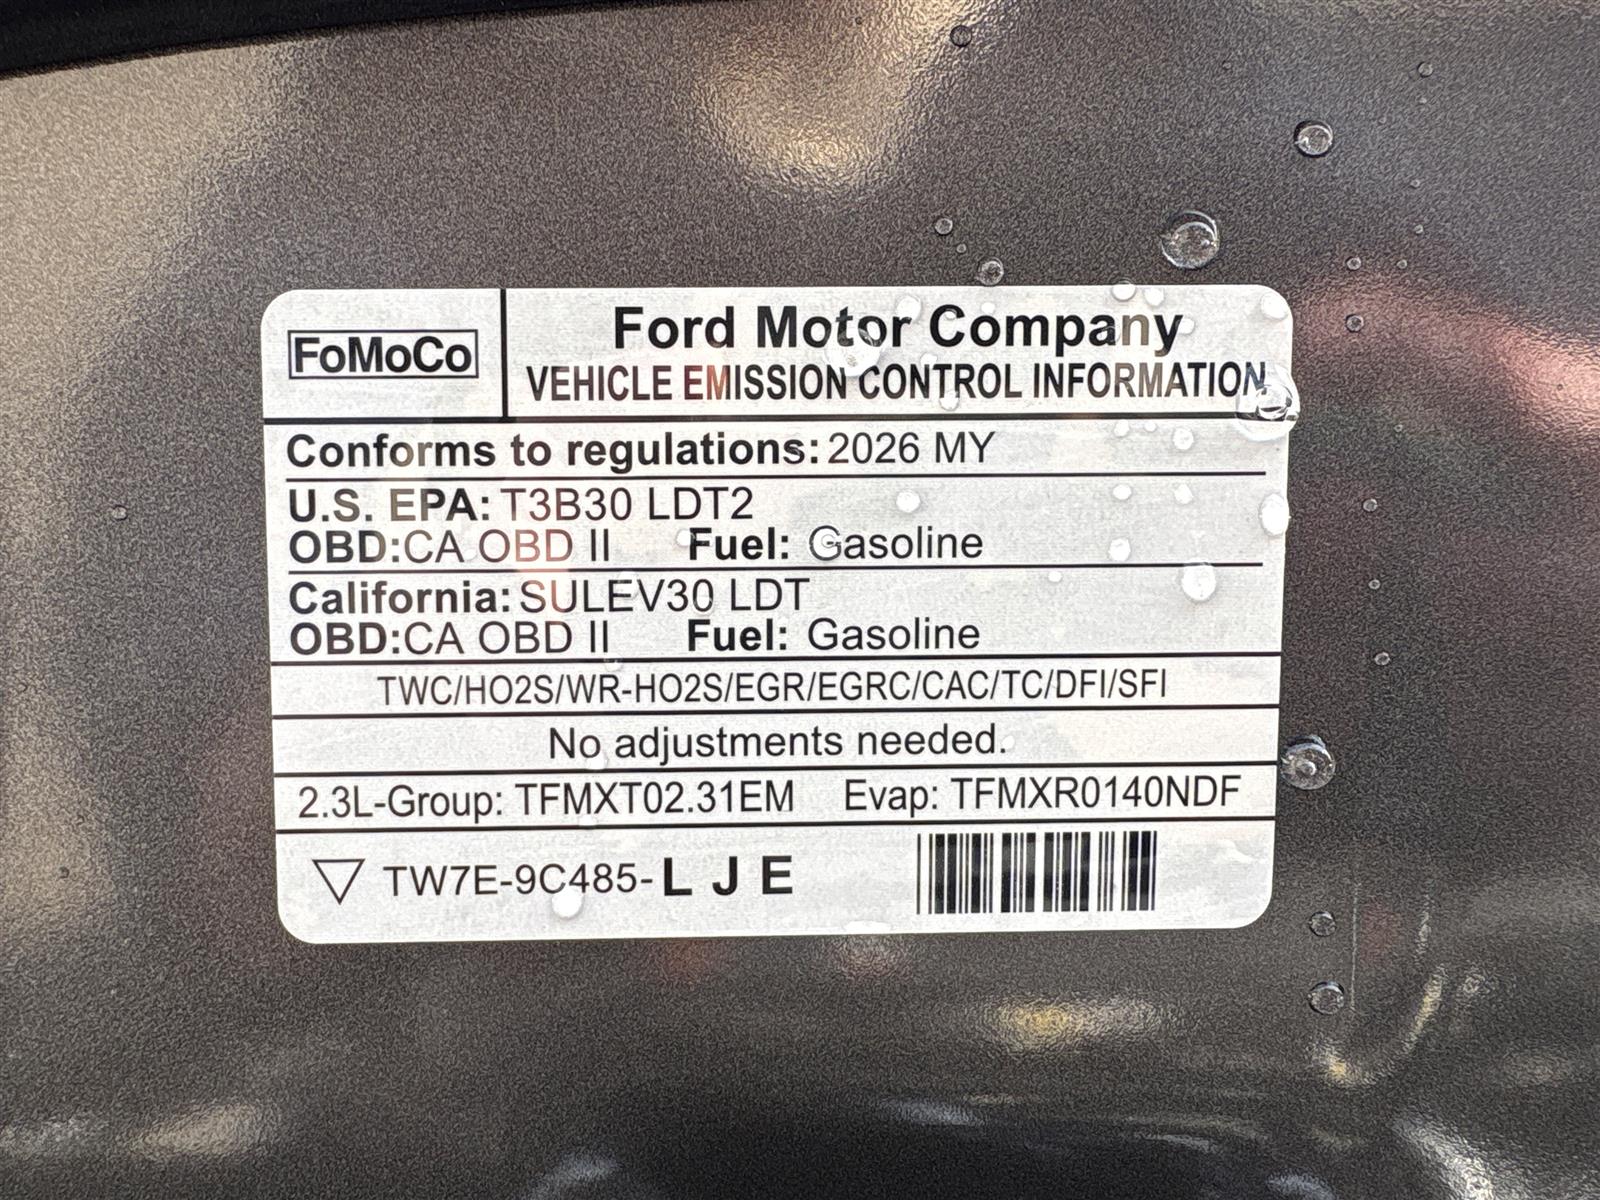 FoMoCo
Ford Motor Company
VEHICLE EMISSION CONTROL INFORMATION
Conforms to regulations: 2026 MY
U.S. EPA: T3B30 LDT2
OBD:CA OBD II Fuel: Gasoline
California: SULEV30 LDT
OBD:CA OBD II Fuel: Gasoline
TWC/HO2S/WR-HO2S/EGR/EGRC/CAC/TC/DFI/SFI
No adjustments needed.
2.3L-Group: TFMXT02.31EM Evap: TFMXR0140NDF
TW7E-9C485-L J E